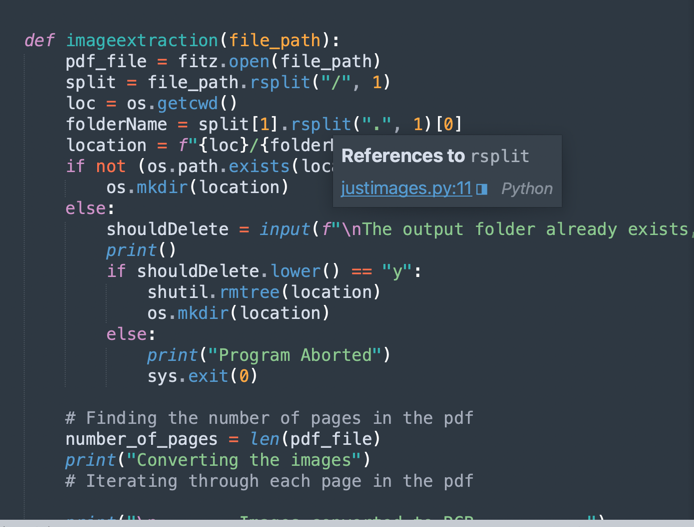 def imageextraction(file_path):
    pdf_file = fitz.open(file_path)
    split = file_path.rsplit("/", 1)
    loc = os.getcwd()
    folderName = split[1].rsplit(".", 1)[0]
    location = f"{loc}/{folder
References to rsplit
justimages.py:11 Python
    if not (os.path.exists(loc
        os.mkdir(location)
    else:
        shouldDelete = input(f"\nThe output folder already exists,
        print()
        if shouldDelete.lower() == "y":
            shutil.rmtree(location)
            os.mkdir(location)
        else:
            print("Program Aborted")
            sys.exit(0)
    # Finding the number of pages in the pdf
    number_of_pages = len(pdf_file)
    print("Converting the images")
    # Iterating through each page in the pdf